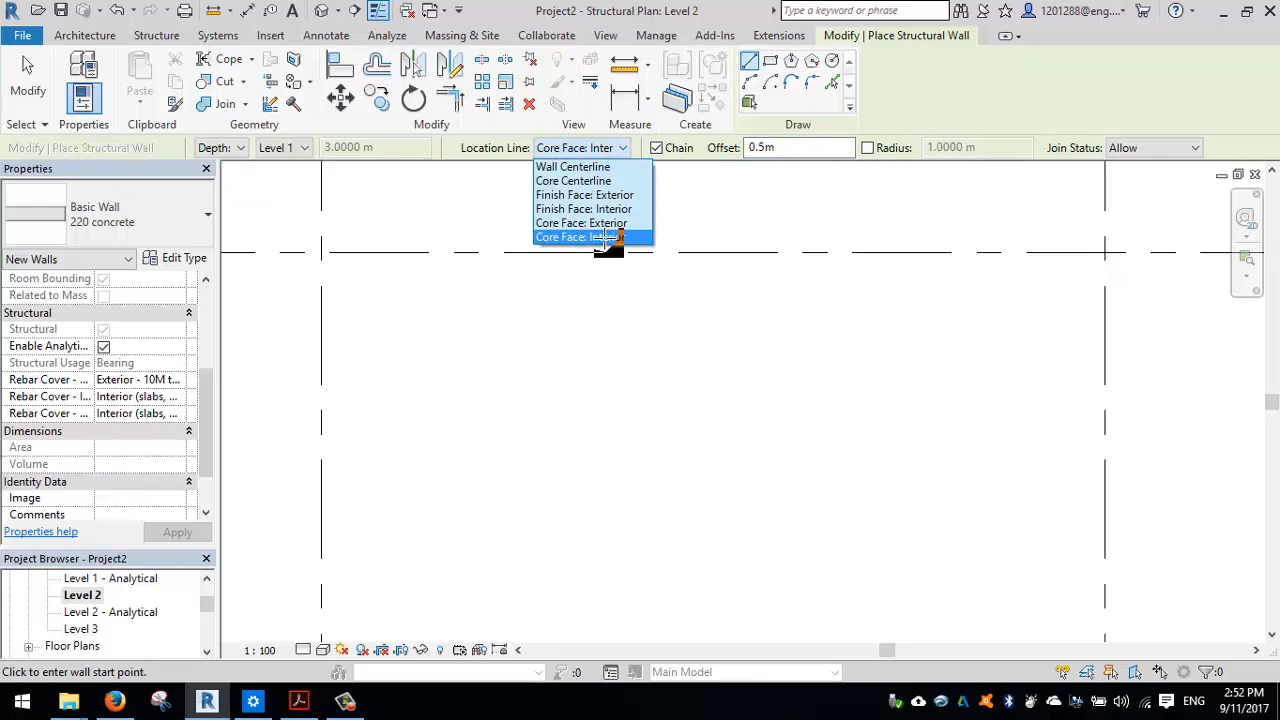 Project2 - Structural Plan: Level 2
Type a keyword or phrase
1201288@eng....
File Architecture Structure Systems Insert Annotate Analyze Massing & Site Collaborate View Manage Add-Ins Extensions Modify | Place Structural Wall
Modify Paste Cope Cut Join
Select Properties Clipboard Geometry Modify View Measure Create Draw
Modify | Place Structural Wall Depth: Level 1 3.0000 m Location Line: Core Face: Inter Chain Offset: 0.5m Radius: 1.0000 m Join Status: Allow
Wall Centerline
Core Centerline
Finish Face: Exterior
Finish Face: Interior
Core Face: Exterior
Core Face: Interior
Properties
Basic Wall
220 concrete
New Walls Edit Type
Room Bounding
Related to Mass
Structural
Structural
Enable Analyti...
Structural Usage Bearing
Rebar Cover - ... Exterior - 10M t...
Rebar Cover - I... Interior (slabs, ...
Rebar Cover - ... Interior (slabs, ...
Dimensions
Area
Volume
Identity Data
Image
Comments
Properties help Apply
Project Browser - Project2
Level 1 - Analytical
Level 2
Level 2 - Analytical
Level 3
Floor Plans
1 : 100
Click to enter wall start point. :0 Main Model :0
ENG
2:52 PM
9/11/2017